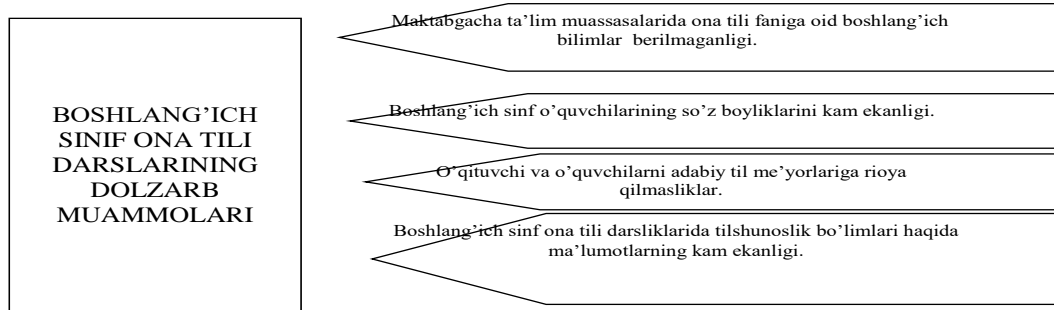 BOSHLANG’ICH
SINIF ONA TILI
DARSLARINING
DOLZARB
MUAMMOLARI
Maktabgacha ta’lim muassasalarida ona tili faniga oid boshlang’ich
bilimlar berilmaganligi.
Boshlang’ich sinf o’quvchilarining so’z boyliklarini kam ekanligi.
O’qituvchi va o’quvchilarni adabiy til me’yorlariga rioya
qilmasliklar.
Boshlang’ich sinf ona tili darsliklarida tilshunoslik bo’limlari haqida
ma’lumotlarning kam ekanligi.